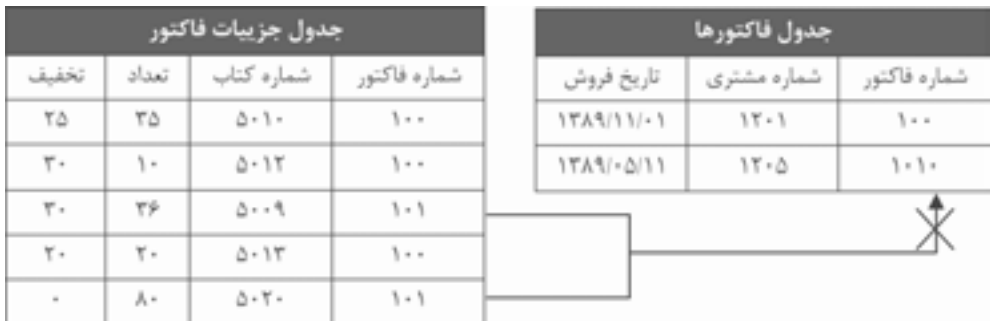 جدول فاکتورها
شماره فاکتور شماره مشتری تاریخ فروش
۱۰۰ ۱۲۰۱ ۱۳۸۹/۱۱/۰۱
۱۰۱۰ ۱۲۰۵ ۱۳۸۹/۰۵/۱۱
جدول جزییات فاکتور
شماره فاکتور شماره کتاب تعداد تخفیف
۱۰۰ ۵۰۱۰ ۳۵ ۲۵
۱۰۰ ۵۰۱۲ ۱۰ ۳۰
۱۰۱ ۵۰۰۹ ۳۶ ۳۰
۱۰۰ ۵۰۱۳ ۲۰ ۲۰
۱۰۱ ۵۰۲۰ ۸۰ ۰